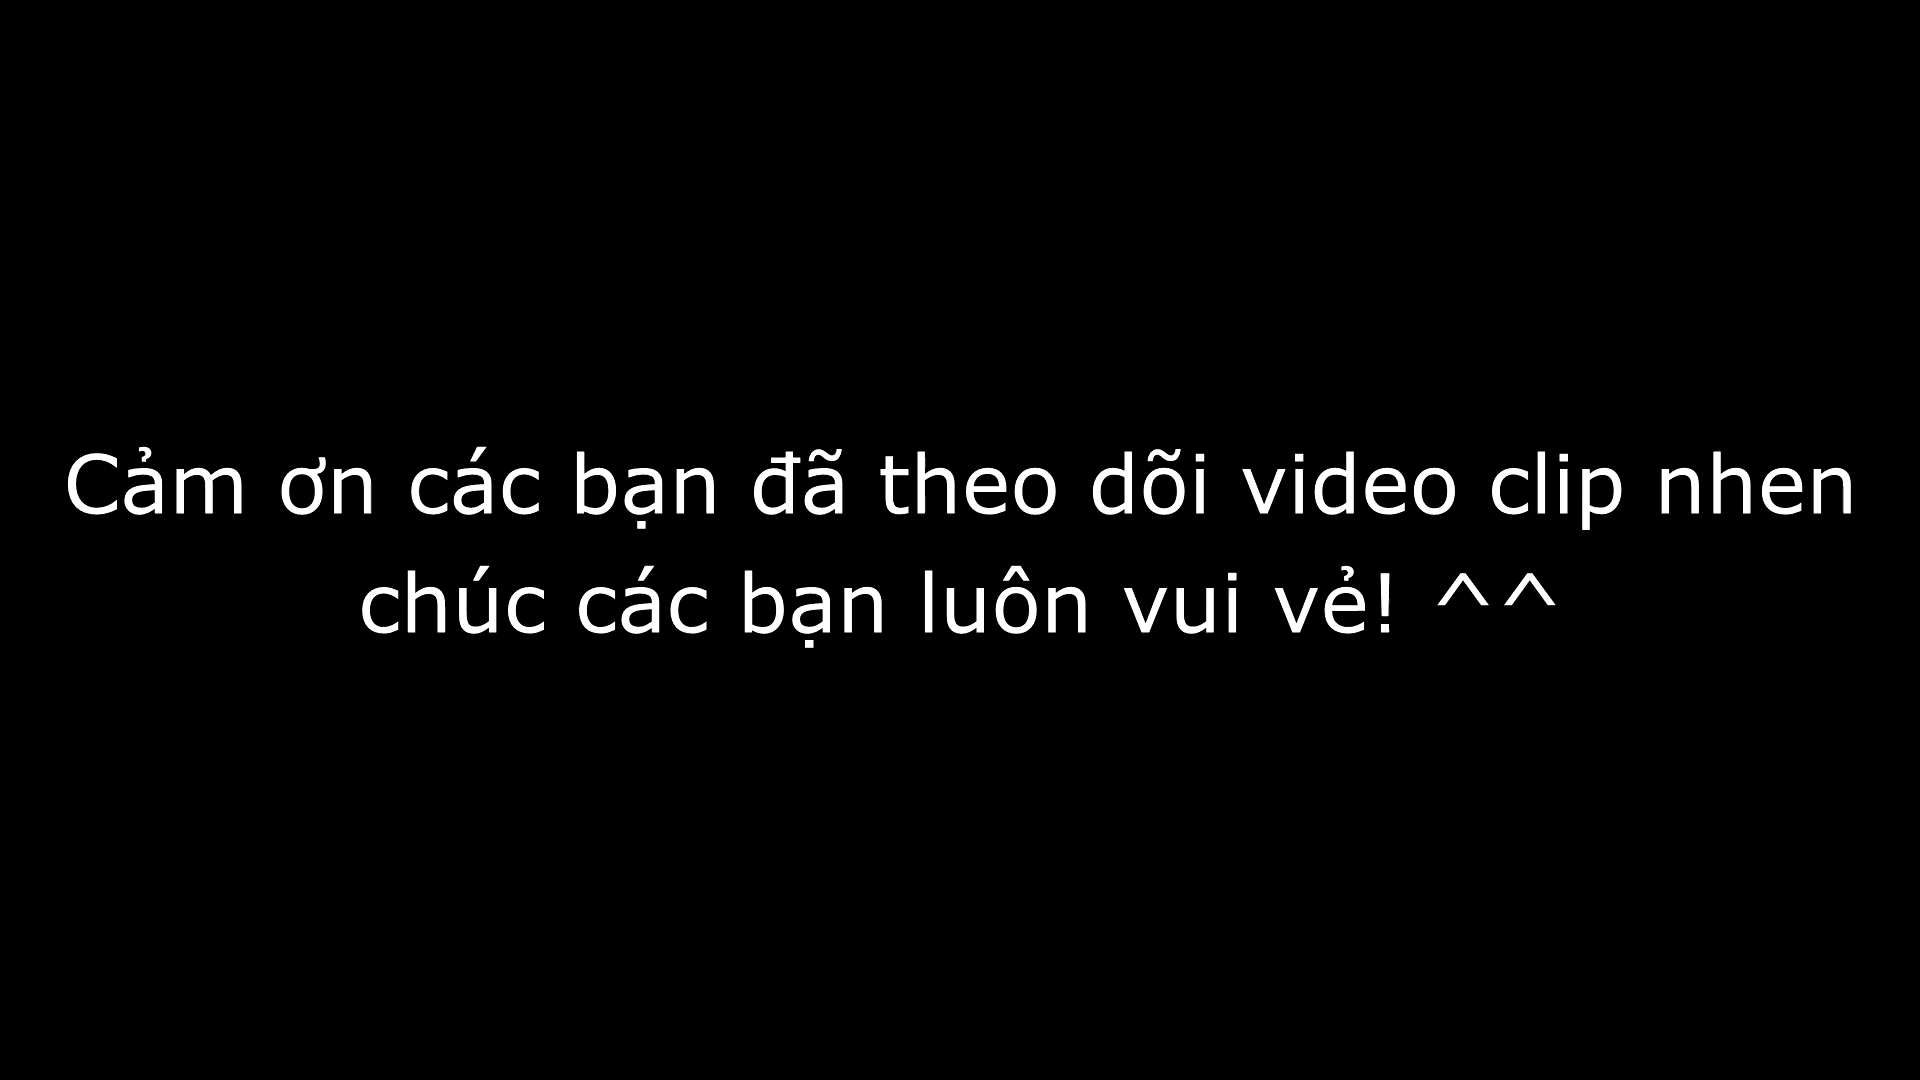 Cảm ơn các bạn đã theo dõi video clip nhen
chúc các bạn luôn vui vẻ! ^^